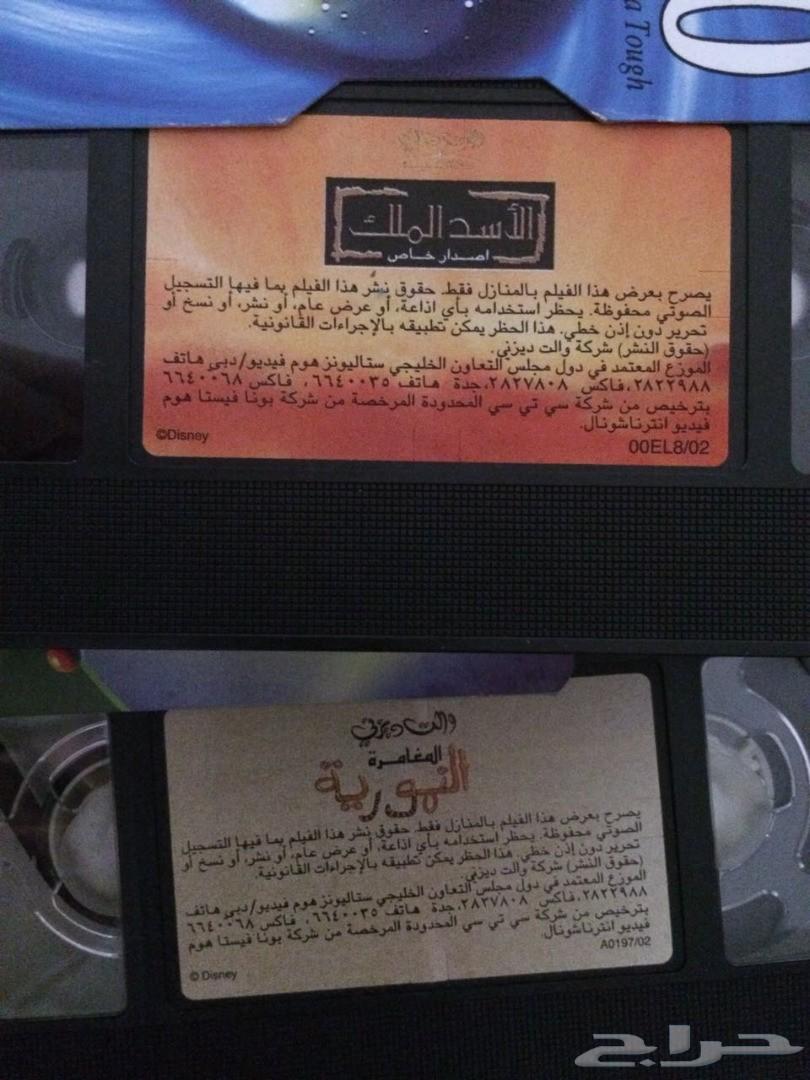 0
a Tough
والت ديزني
الأسد الملك
اصدار خاص
يصرح بعرض هذا الفيلم بالمنازل فقط. حقوق نشر هذا الفيلم بما فيها التسجيل
الصوتي محفوظة. يحظر استخدامه بأي اذاعة، أو عرض عام، أو نشر، أو نسخ أو
تحرير دون إذن خطي. هذا الحظر يمكن تطبيقه بالإجراءات القانونية.
(حقوق النشر) شركة والت ديزني.
الموزع المعتمد في دول مجلس التعاون الخليجي ستاليونز هوم فيديو/دبي هاتف
٢٨٢٢٩٨٨،فاكس ٢٨٢٧٨٠٨،جدة هاتف ٦٦٤٠٠٣٥، فاكس ٦٦٤٠٠٦٨
بترخيص من شركة سي تي سي المحدودة المرخصة من شركة بونا فيستا هوم
فيديو انترناشونال.
©Disney
00EL8/02
والت ديزني
المغامرة
النمورية
يصرح بعرض هذا الفيلم بالمنازل فقط. حقوق نشر هذا الفيلم بما فيها التسجيل
الصوتي محفوظة. يحظر استخدامه بأي اذاعة، أو عرض عام، أو نشر، أو نسخ أو
تحرير دون إذن خطي. هذا الحظر يمكن تطبيقه بالإجراءات القانونية.
(حقوق النشر) شركة والت ديزني.
الموزع المعتمد في دول مجلس التعاون الخليجي ستاليونز هوم فيديو/دبي هاتف
٢٨٢٢٩٨٨،فاكس ٢٨٢٧٨٠٨،جدة هاتف ٦٦٤٠٠٣٥، فاكس ٦٦٤٠٠٦٨
بترخيص من شركة سي تي سي المحدودة المرخصة من شركة بونا فيستا هوم
فيديو انترناشونال.
A0197/02
© Disney
حراج